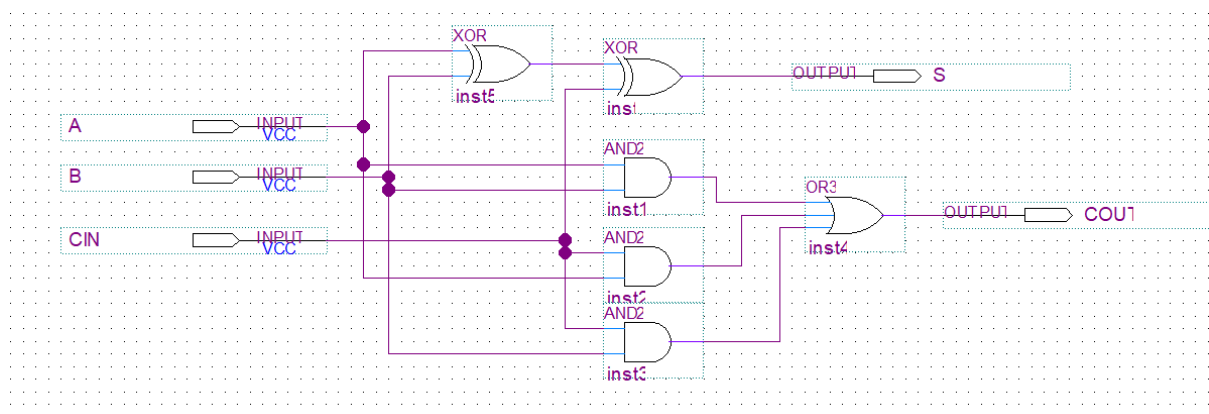 XOR
inst5
XOR
inst
OUTPUT
S
A
INPUT
VCC
B
INPUT
VCC
CIN
INPUT
VCC
AND2
inst1
AND2
inst2
AND2
inst3
OR3
inst4
OUTPUT
COUT